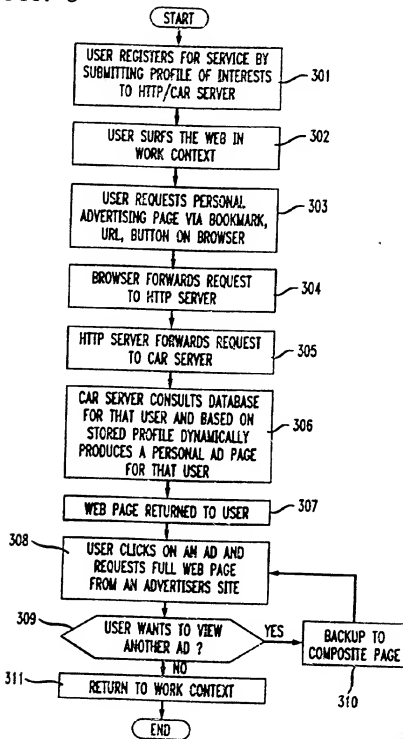 START
USER REGISTERS FOR SERVICE BY
SUBMITTING PROFILE OF INTERESTS
TO HTTP/CAR SERVER
301
USER SURFS THE WEB IN
WORK CONTEXT
302
USER REQUESTS PERSONAL
ADVERTISING PAGE VIA BOOKMARK,
URL, BUTTON ON BROWSER
303
BROWSER FORWARDS REQUEST
TO HTTP SERVER
304
HTTP SERVER FORWARDS REQUEST
TO CAR SERVER
305
CAR SERVER CONSULTS DATABASE
FOR THAT USER AND BASED ON
STORED PROFILE DYNAMICALLY
PRODUCES A PERSONAL AD PAGE
FOR THAT USER
306
WEB PAGE RETURNED TO USER
307
308
USER CLICKS ON AN AD AND
REQUESTS FULL WEB PAGE
FROM AN ADVERTISERS SITE
309
USER WANTS TO VIEW
ANOTHER AD ?
YES
BACKUP TO
COMPOSITE PAGE
310
NO
311
RETURN TO WORK CONTEXT
END